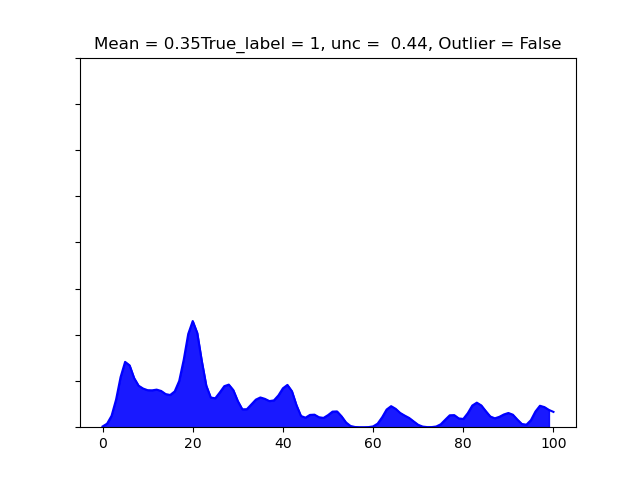 Mean = 0.35True_label = 1, unc =  0.44, Outlier = False
0 20 40 60 80 100